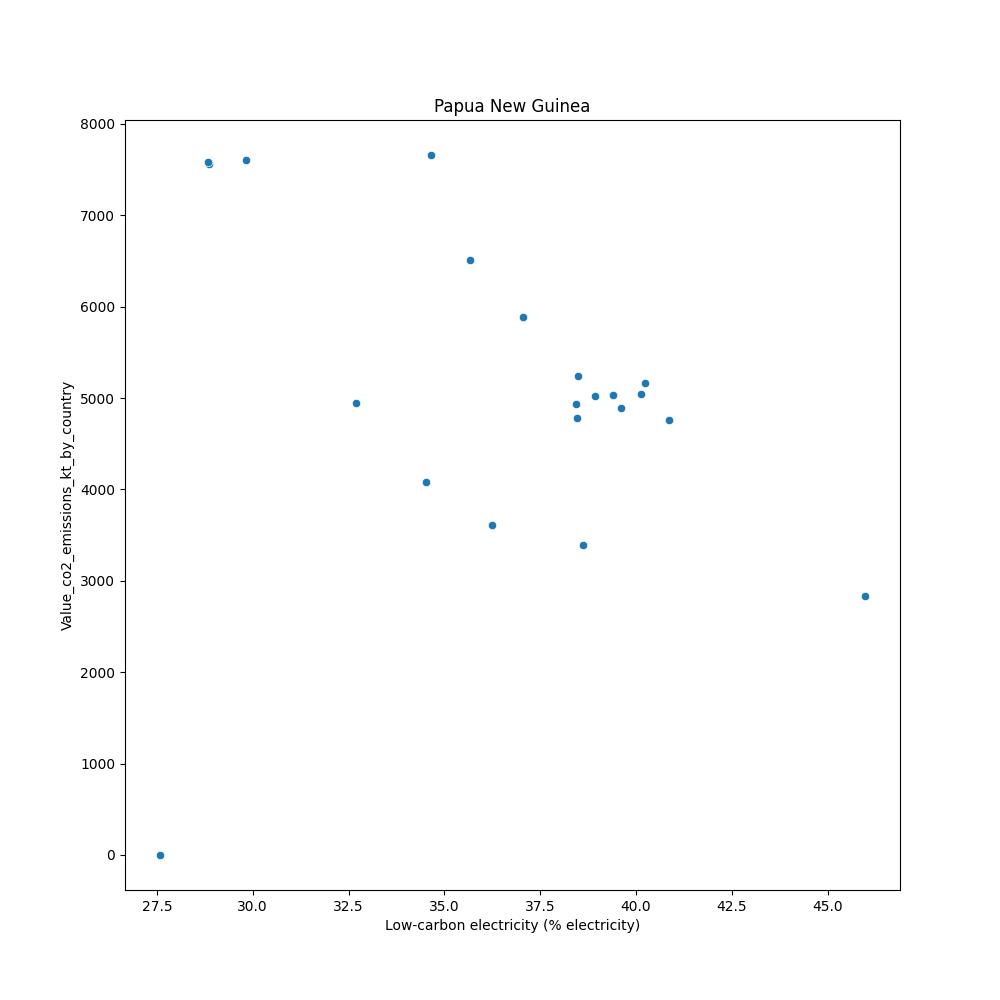 Papua New Guinea
8000
7000
6000
5000
4000
3000
2000
1000
0
Value_co2_emissions_kt_by_country
27.5 30.0 32.5 35.0 37.5 40.0 42.5 45.0
Low-carbon electricity (% electricity)